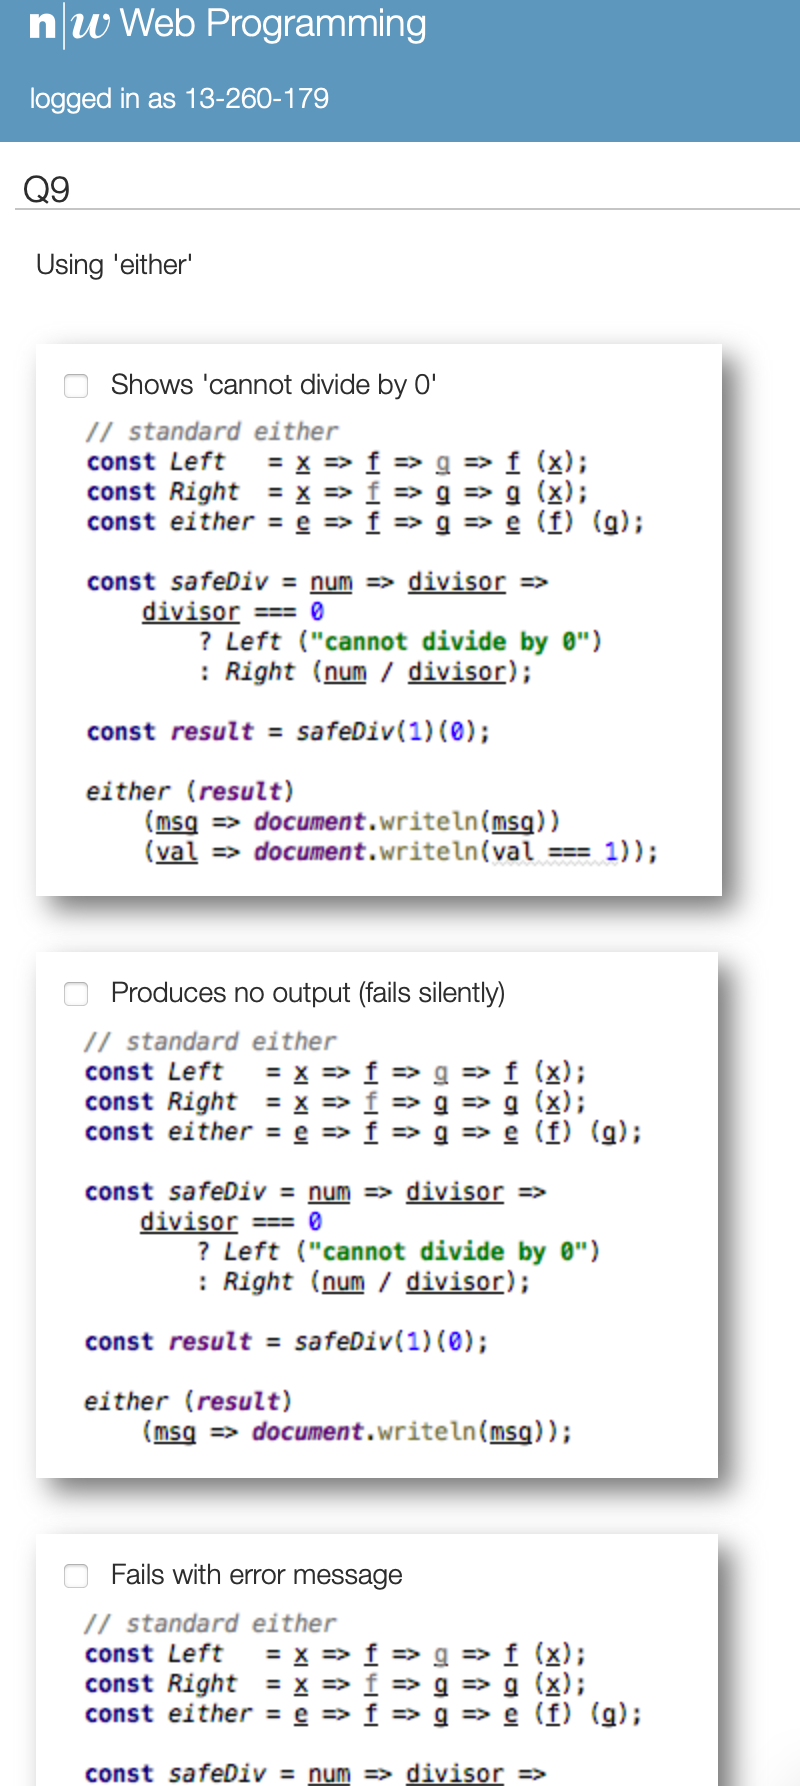 n|w Web Programming
logged in as 13-260-179
Q9
Using 'either'
Shows 'cannot divide by 0'
// standard either
const Left   = x => f => g => f (x);
const Right  = x => f => g => g (x);
const either = e => f => g => e (f) (g);
const safeDiv = num => divisor =>
    divisor === 0
        ? Left ("cannot divide by 0")
        : Right (num / divisor);
const result = safeDiv(1)(0);
either (result)
    (msg => document.writeln(msg))
    (val => document.writeln(val === 1));
Produces no output (fails silently)
// standard either
const Left   = x => f => g => f (x);
const Right  = x => f => g => g (x);
const either = e => f => g => e (f) (g);
const safeDiv = num => divisor =>
    divisor === 0
        ? Left ("cannot divide by 0")
        : Right (num / divisor);
const result = safeDiv(1)(0);
either (result)
    (msg => document.writeln(msg));
Fails with error message
// standard either
const Left   = x => f => g => f (x);
const Right  = x => f => g => g (x);
const either = e => f => g => e (f) (g);
const safeDiv = num => divisor =>